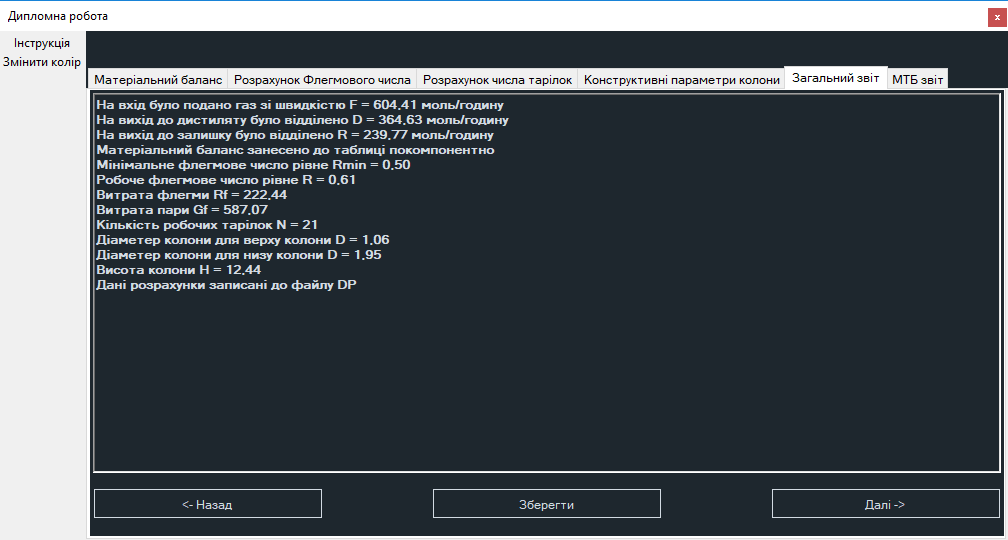 Дипломна робота
x
Інструкція
Змінити колір
Матеріальний баланс
Розрахунок Флегмового числа
Розрахунок числа тарілок
Конструктивні параметри колони
Загальний звіт
МТБ звіт
На вхід було подано газ зі швидкістю F = 604,41 моль/годину
На вихід до дистиляту було відділено D = 364,63 моль/годину
На вихід до залишку було відділено R = 239,77 моль/годину
Матеріальний баланс занесено до таблиці покомпонентно
Мінімальне флегмове число рівне Rmin = 0,50
Робоче флегмове число рівне R = 0,61
Витрата флегми Rf = 222,44
Витрата пари Gf = 587,07
Кількість робочих тарілок N = 21
Діаметер колони для верху колони D = 1,06
Діаметер колони для низу колони D = 1,95
Висота колони H = 12,44
Дані розрахунки записані до файлу DP
<- Назад
Зберегти
Далі ->